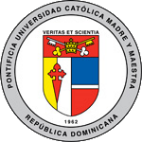 PONTIFICIA UNIVERSIDAD CATÓLICA MADRE Y MAESTRA
VERITAS ET SCIENTIA
1962
REPÚBLICA DOMINICANA